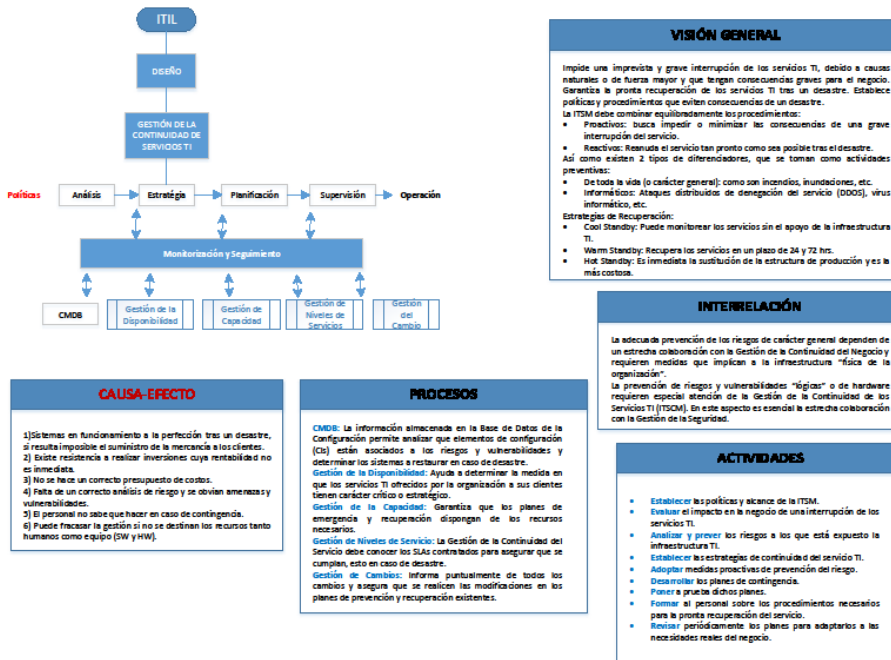 ITIL
DISEÑO
GESTIÓN DE LA
CONTINUIDAD DE
SERVICIOS TI
Políticas
Análisis
Estratégia
Planificación
Supervisión
Operación
Monitorización y Seguimiento
CMDB
Gestión de la
Disponibilidad
Gestión de
Capacidad
Gestión de
Niveles de
Servicios
Gestión
del
Cambio
VISIÓN GENERAL
Impide una imprevista y grave interrupción de los servicios TI, debido a causas
naturales o de fuerza mayor y que tengan consecuencias graves para el negocio.
Garantiza la pronta recuperación de los servicios TI tras un desastre. Establece
políticas y procedimientos que eviten consecuencias de un desastre.
La ITSM debe combinar equilibradamente los procedimientos:
• Proactivos: busca impedir o minimizar las consecuencias de una grave
interrupción del servicio.
• Reactivos: Reanuda el servicio tan pronto como sea posible tras el desastre.
Así como existen 2 tipos de diferenciadores, que se toman como actividades
preventivas:
• De toda la vida (o carácter general): como son incendios, inundaciones, etc.
• Informáticos: Ataques distribuidos de denegación del servicio (DDOS), virus
informático, etc.
Estrategias de Recuperación:
• Cool Standby: Puede monitorear los servicios sin el apoyo de la infraestructura
TI.
• Warm Standby: Recupera los servicios en un plazo de 24 y 72 hrs.
• Hot Standby: Es inmediata la sustitución de la estructura de producción y es la
más costosa.
INTERRELACIÓN
La adecuada prevención de los riesgos de carácter general dependen de
un estrecha colaboración con la Gestión de la Continuidad del Negocio y
requieren medidas que implican a la infraestructura "física de la
organización".
La prevención de riesgos y vulnerabilidades "lógicas" o de hardware
requieren especial atención de la Gestión de la Continuidad de los
Servicios TI (ITSCM). En este aspecto es esencial la estrecha colaboración
con la Gestión de la Seguridad.
CAUSA-EFECTO
1)Sistemas en funcionamiento a la perfección tras un desastre,
si resulta imposible el suministro de la mercancía a los clientes.
2) Existe resistencia a realizar inversiones cuya rentabilidad no
es inmediata.
3) No se hace un correcto presupuesto de costos.
4) Falta de un correcto análisis de riesgo y se obvian amenazas y
vulnerabilidades.
5) El personal no sabe que hacer en caso de contingencia.
6) Puede fracasar la gestión si no se destinan los recursos tanto
humanos como equipo (SW y HW).
PROCESOS
CMDB: La información almacenada en la Base de Datos de la
Configuración permite analizar que elementos de configuración
(CIs) están asociados a los riesgos y vulnerabilidades y
determinar los sistemas a restaurar en caso de desastre.
Gestión de la Disponibilidad: Ayuda a determinar la medida en
que los servicios TI ofrecidos por la organización a sus clientes
tienen carácter crítico o estratégico.
Gestión de la Capacidad: Garantiza que los planes de
emergencia y recuperación dispongan de los recursos
necesarios.
Gestión de Niveles de Servicio: La Gestión de la Continuidad del
Servicio debe conocer los SLAs contratados para asegurar que se
cumplan, esto en caso de desastre.
Gestión de Cambios: Informa puntualmente de todos los
cambios y asegura que se realicen las modificaciones en los
planes de prevención y recuperación existentes.
ACTIVIDADES
• Establecer las políticas y alcance de la ITSM.
• Evaluar el impacto en la negocio de una interrupción de los
servicios TI.
• Analizar y prever los riesgos a los que está expuesto la
infraestructura TI.
• Establecer las estrategias de continuidad del servicio TI.
• Adoptar medidas proactivas de prevención del riesgo.
• Desarrollar los planes de contingencia.
• Poner a prueba dichos planes.
• Formar al personal sobre los procedimientos necesarios
para la pronta recuperación del servicio.
• Revisar periódicamente los planes para adaptarlos a las
necesidades reales del negocio.